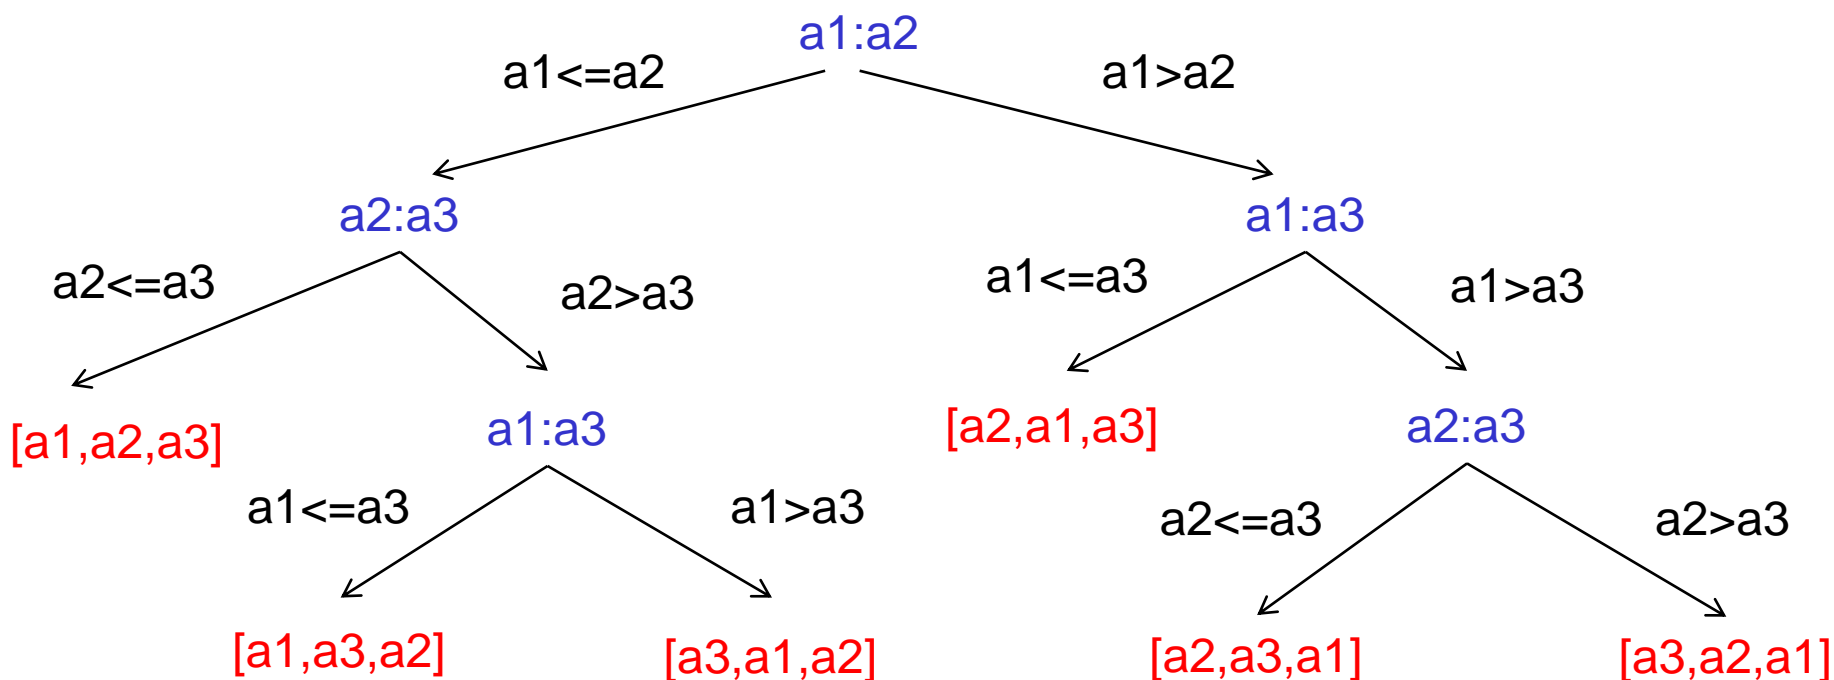 a1:a2
a1<=a2
a1>a2
a2:a3
a1:a3
a2<=a3
a2>a3
a1<=a3
a1>a3
[a1,a2,a3]
a1:a3
[a2,a1,a3]
a2:a3
a1<=a3
a1>a3
a2<=a3
a2>a3
[a1,a3,a2]
[a3,a1,a2]
[a2,a3,a1]
[a3,a2,a1]